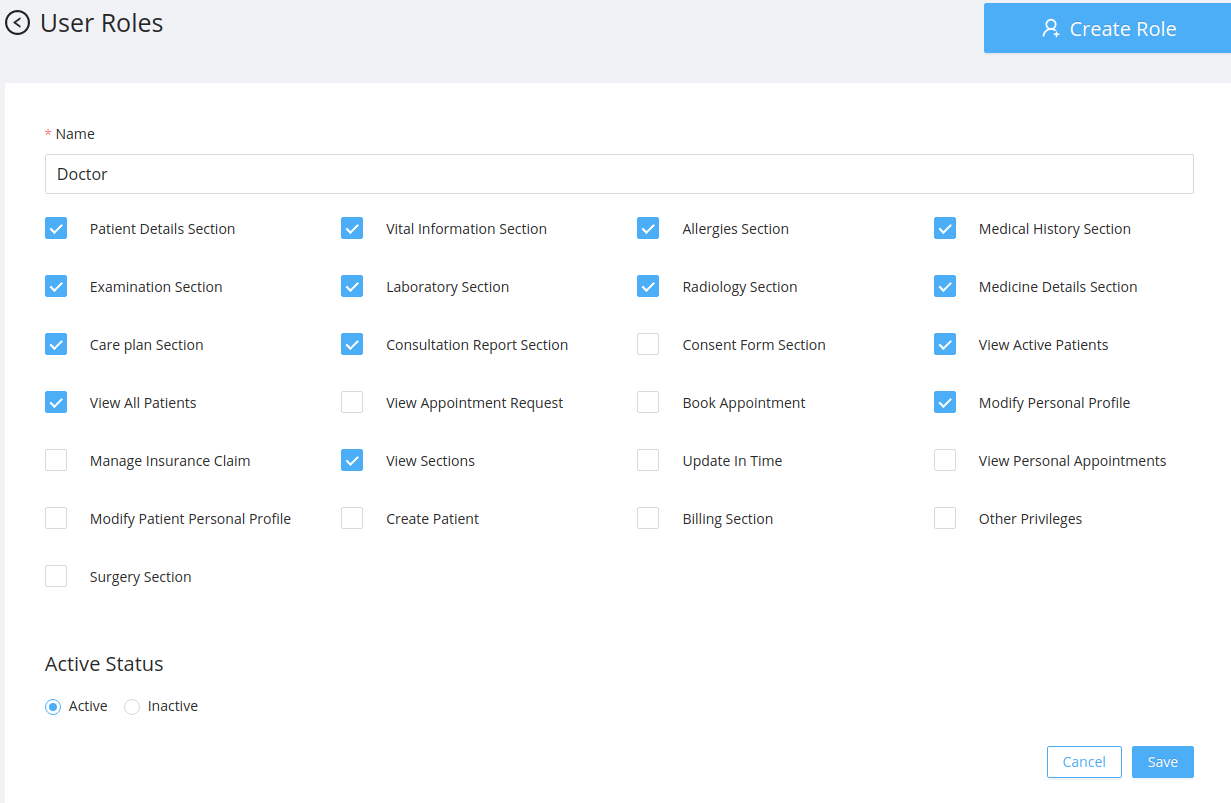 User Roles
Create Role
* Name
Doctor
Patient Details Section
Vital Information Section
Allergies Section
Medical History Section
Examination Section
Laboratory Section
Radiology Section
Medicine Details Section
Care plan Section
Consultation Report Section
Consent Form Section
View Active Patients
View All Patients
View Appointment Request
Book Appointment
Modify Personal Profile
Manage Insurance Claim
View Sections
Update In Time
View Personal Appointments
Modify Patient Personal Profile
Create Patient
Billing Section
Other Privileges
Surgery Section
Active Status
Active
Inactive
Cancel
Save